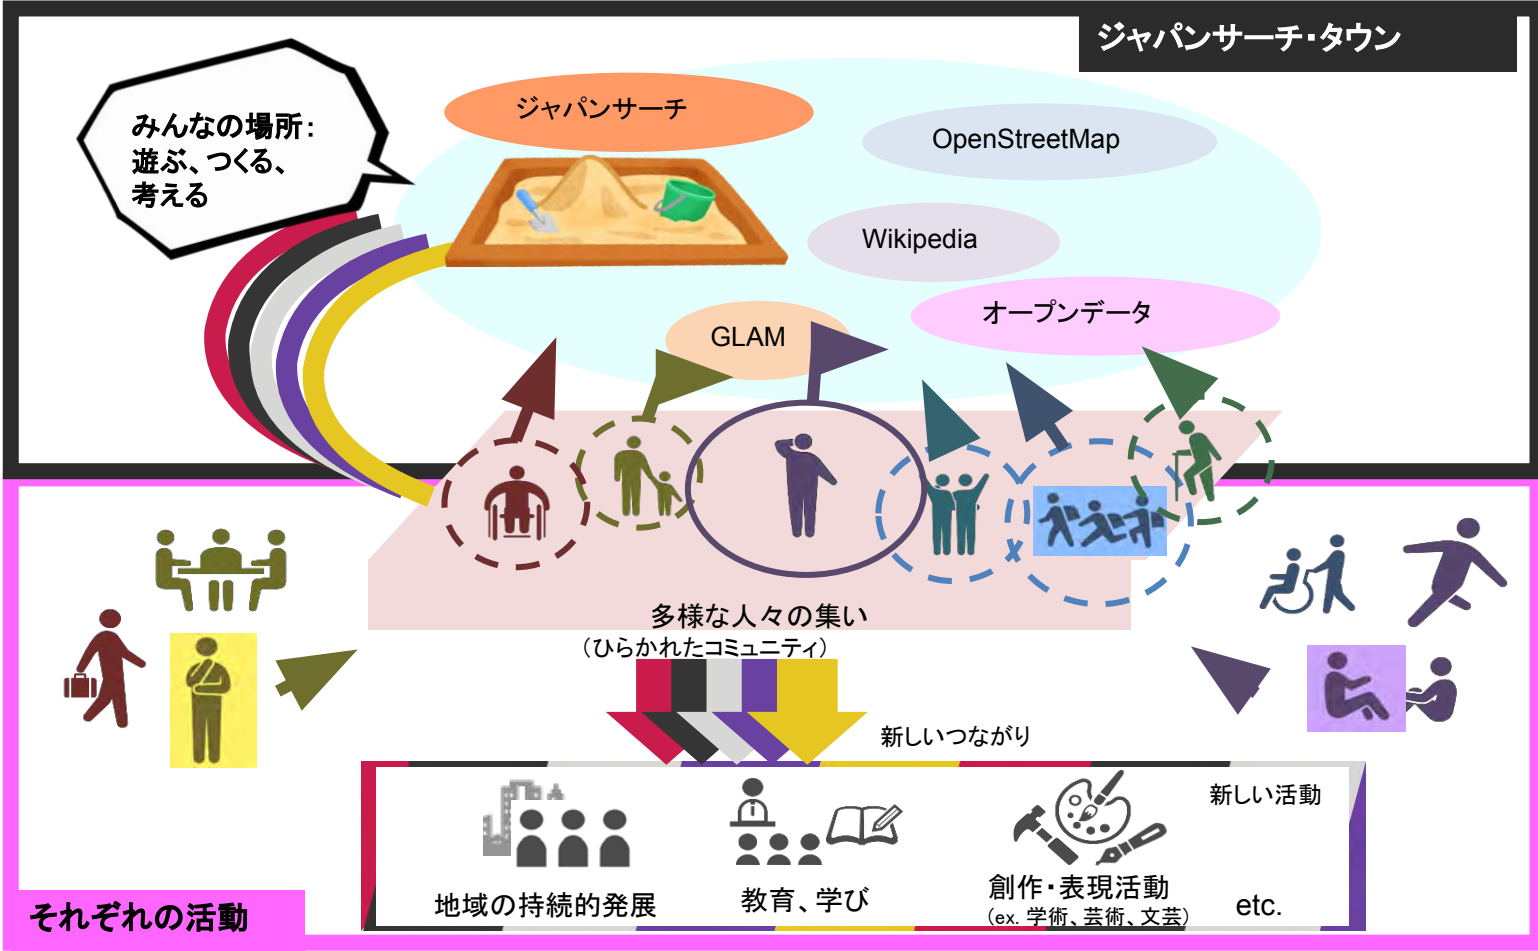 ジャパンサーチ・タウン
みんなの場所:
遊ぶ、つくる、
考える
ジャパンサーチ
OpenStreetMap
Wikipedia
オープンデータ
GLAM
多様な人々の集い
(ひらかれたコミュニティ)
新しいつながり
新しい活動
地域の持続的発展
教育、学び
創作・表現活動
(ex. 学術、芸術、文芸)
etc.
それぞれの活動